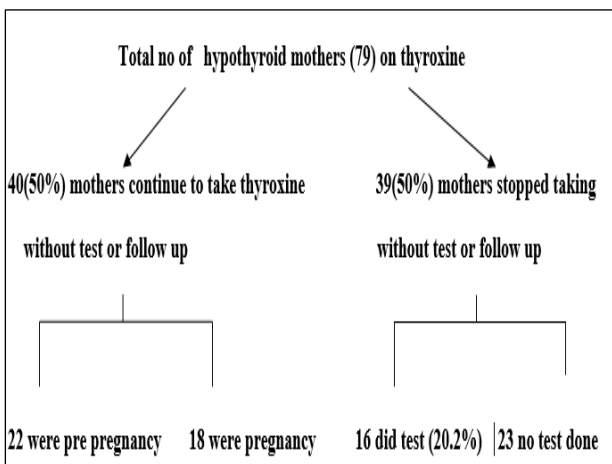 Total no of hypothyroid mothers (79) on thyroxine
40(50%) mothers continue to take thyroxine
without test or follow up
39(50%) mothers stopped taking
without test or follow up
22 were pre pregnancy
18 were pregnancy
16 did test (20.2%)
23 no test done